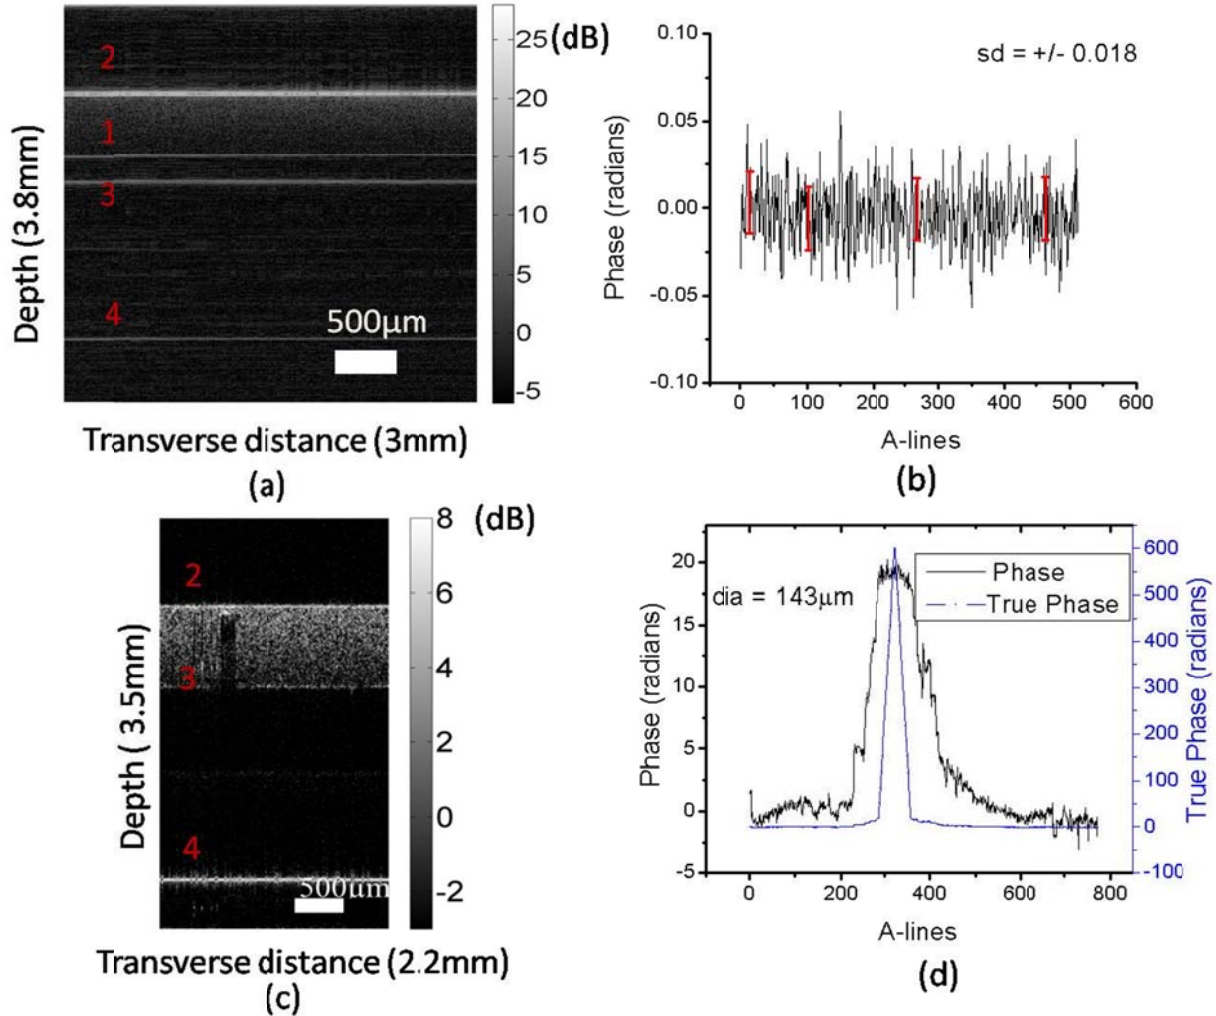 2
1
3
4
500μm
25
20
15
10
5
0
-5
(dB)
Depth (3.8mm)
Transverse distance (3mm)
(a)
0.10
0.05
0.00
-0.05
-0.10
sd = +/- 0.018
Phase (radians)
0 100 200 300 400 500 600
A-lines
(b)
2
3
4
500μm
8
6
4
2
0
-2
(dB)
Depth ( 3.5mm)
Transverse distance (2.2mm)
(c)
20
15
10
5
0
-5
Phase (radians)
dia = 143μm
Phase
True Phase
600
500
400
300
200
100
0
-100
True Phase (radians)
0 200 400 600 800
A-lines
(d)